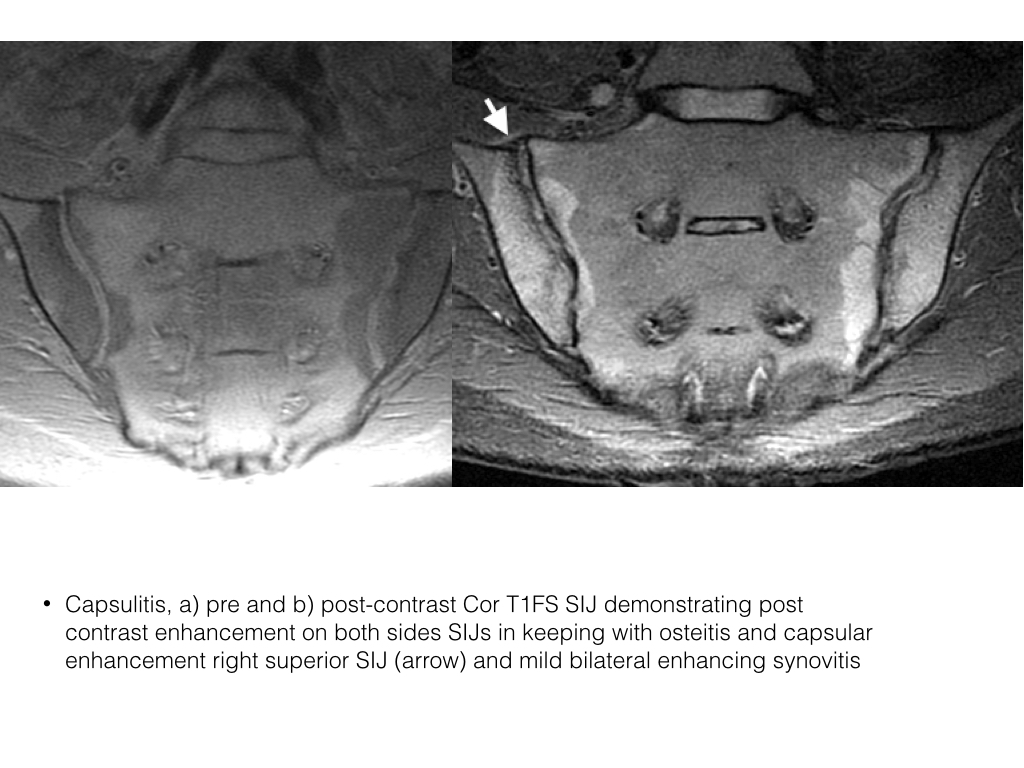 • Capsulitis, a) pre and b) post-contrast Cor T1FS SIJ demonstrating post
contrast enhancement on both sides SIJs in keeping with osteitis and capsular
enhancement right superior SIJ (arrow) and mild bilateral enhancing synovitis